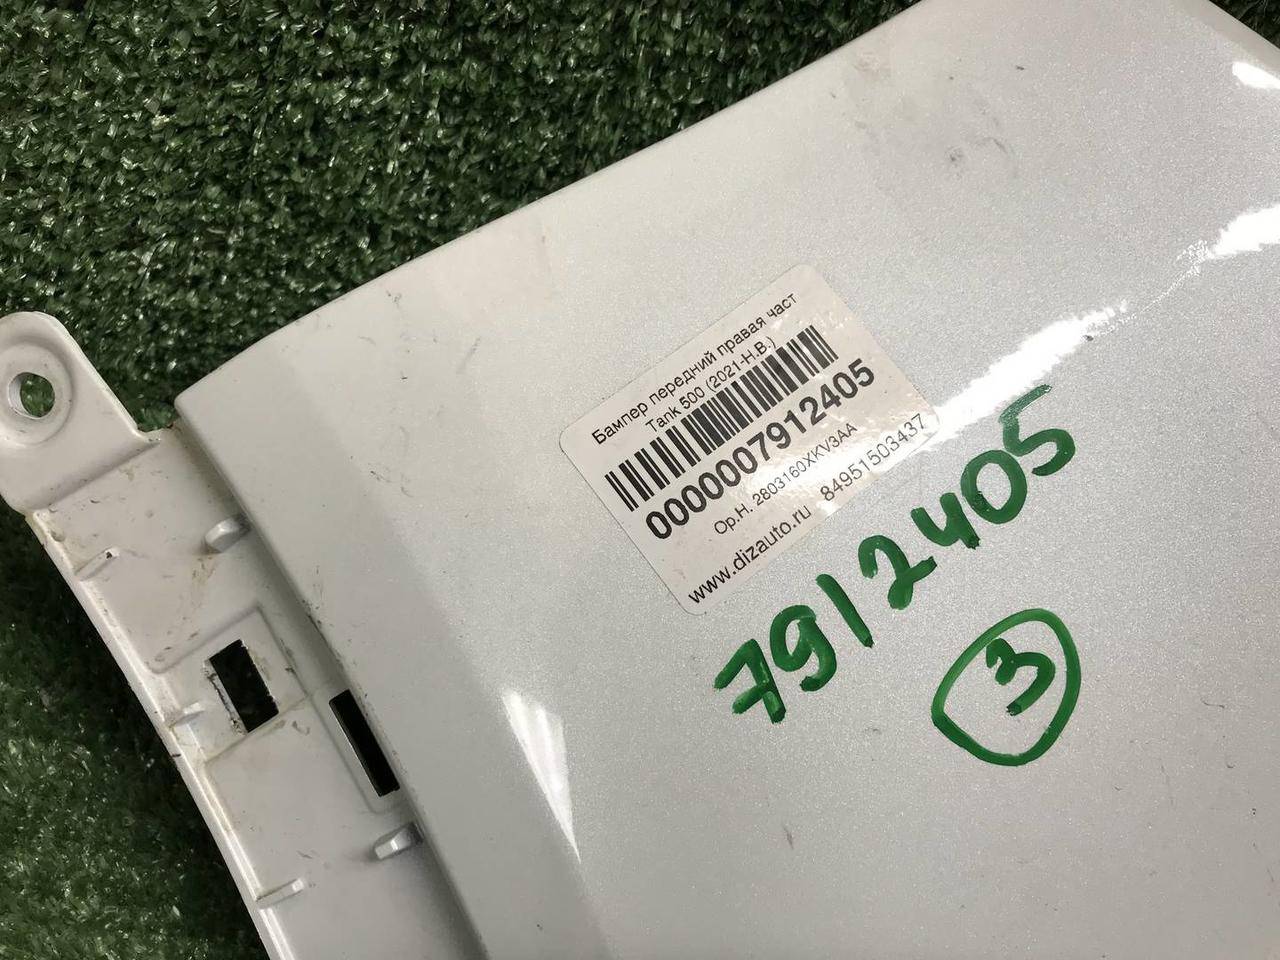 Бампер передний правая част
Tank 500 (2021-Н.В.)
0000007912405
Ор.Н. 2803160XKV3AA
www.dizauto.ru 84951503437
7912405
3